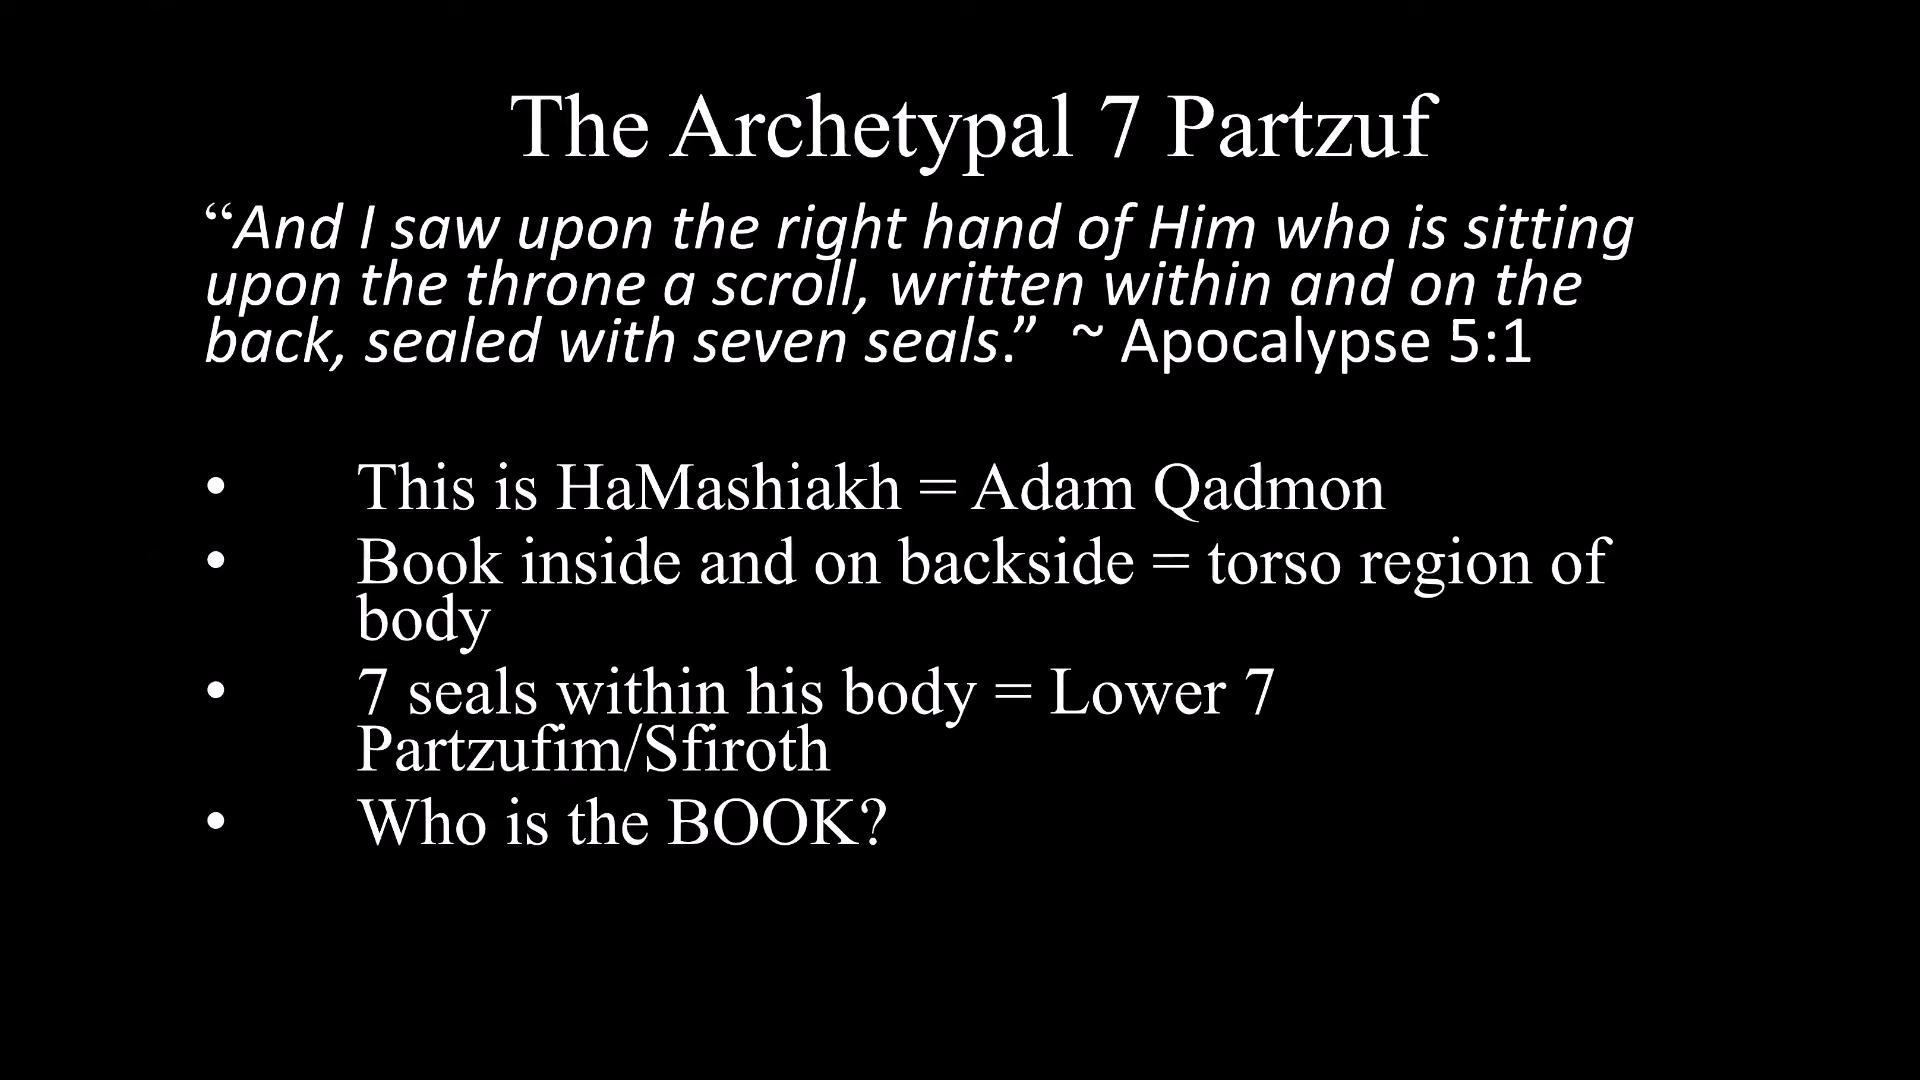 The Archetypal 7 Partzuf
“And I saw upon the right hand of Him who is sitting
upon the throne a scroll, written within and on the
back, sealed with seven seals.”  ~ Apocalypse 5:1
• This is HaMashiakh = Adam Qadmon
• Book inside and on backside = torso region of
body
• 7 seals within his body = Lower 7
Partzufim/Sfiroth
• Who is the BOOK?